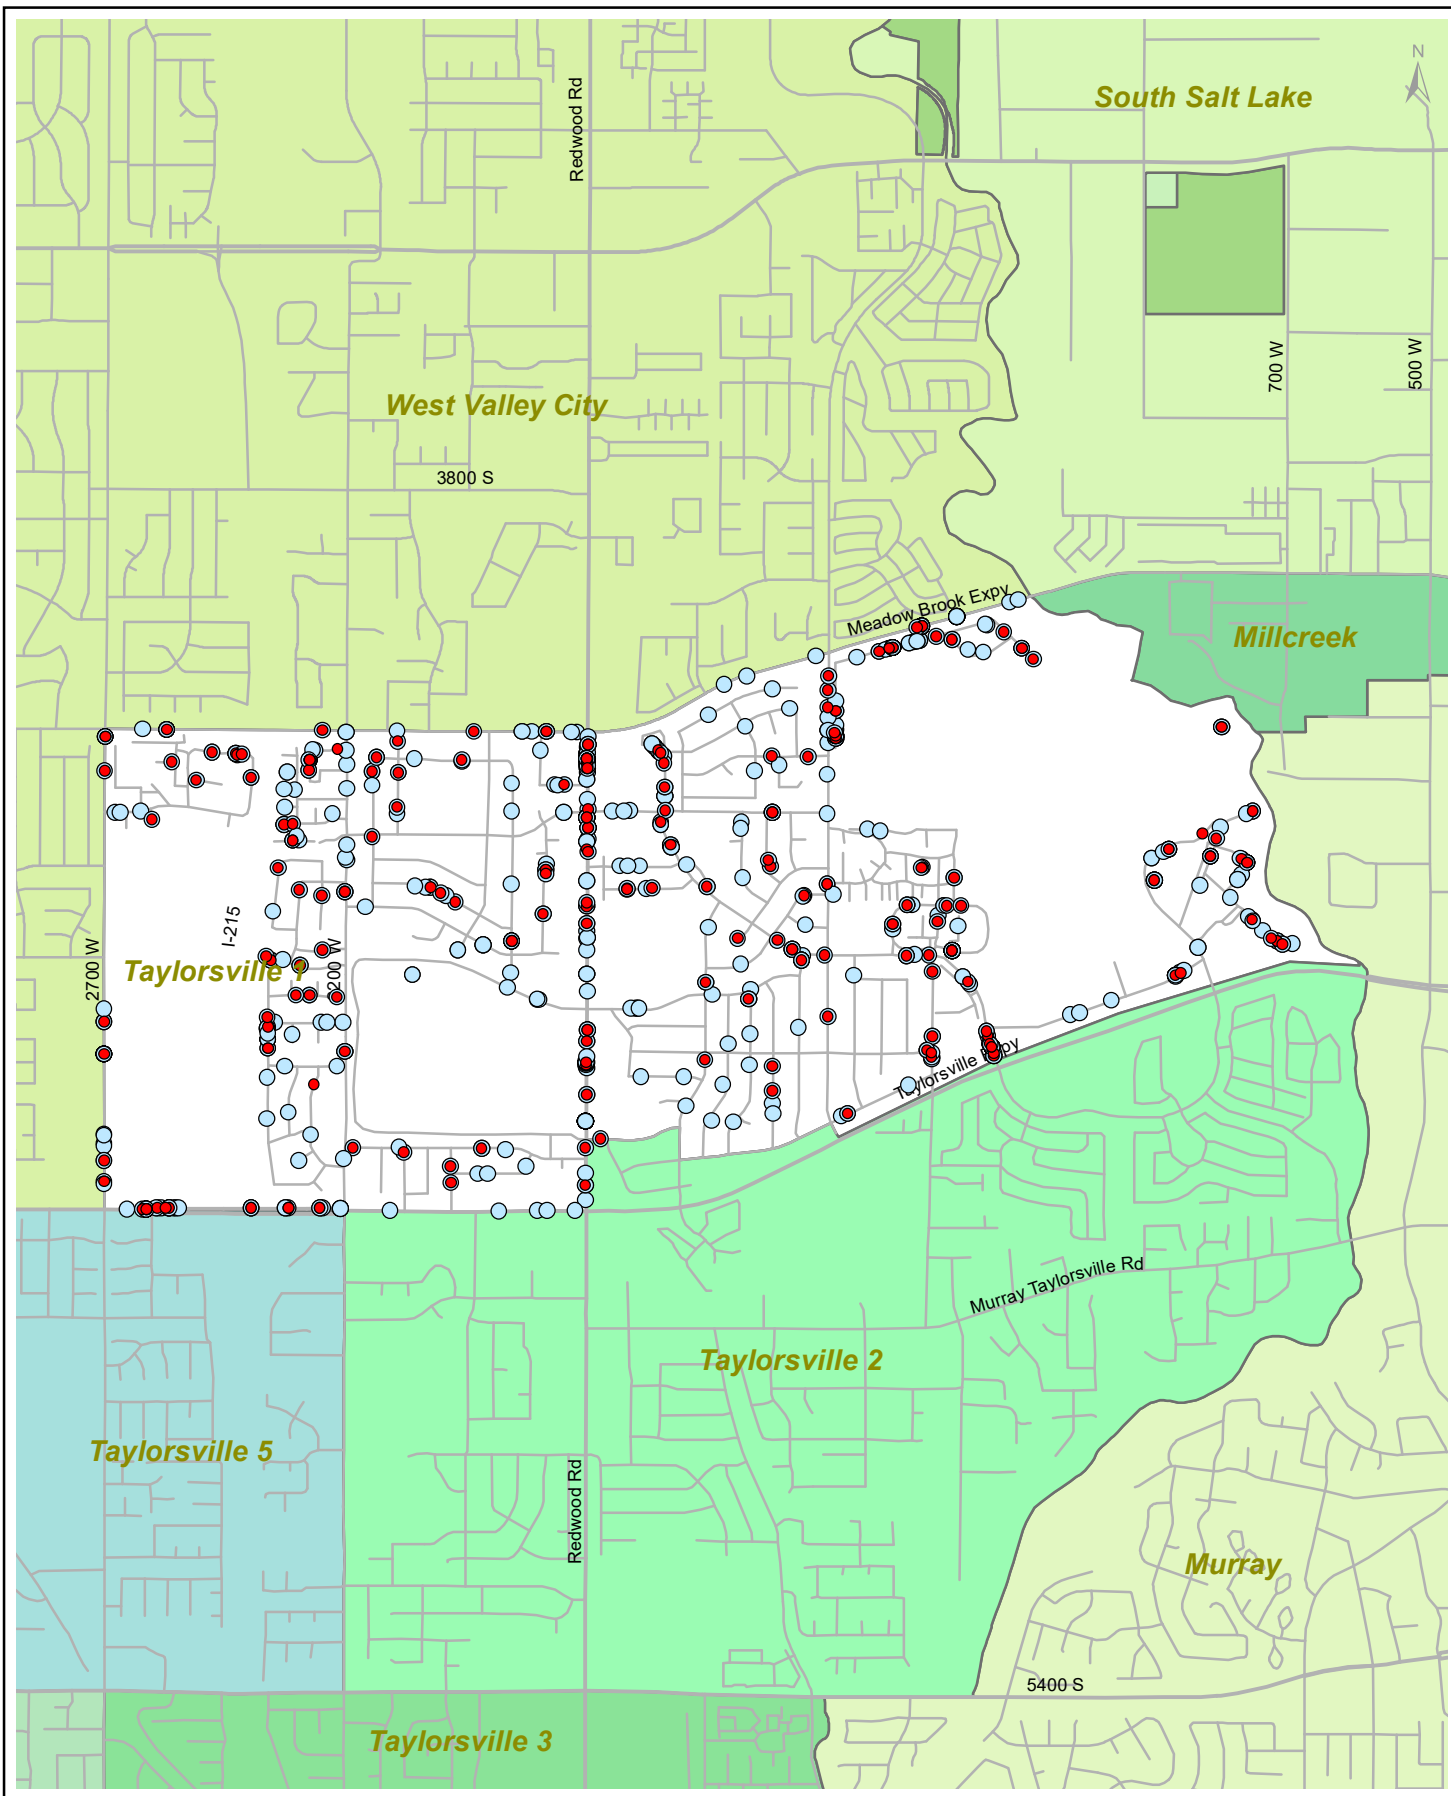 N
South Salt Lake
Redwood Rd
700 W
500 W
West Valley City
3800 S
Meadow Brook Expy
Millcreek
I-215
2700 W
Taylorsville 1
200 W
Taylorsville Expy
Murray Taylorsville Rd
Taylorsville 2
Taylorsville 5
Redwood Rd
Murray
5400 S
Taylorsville 3